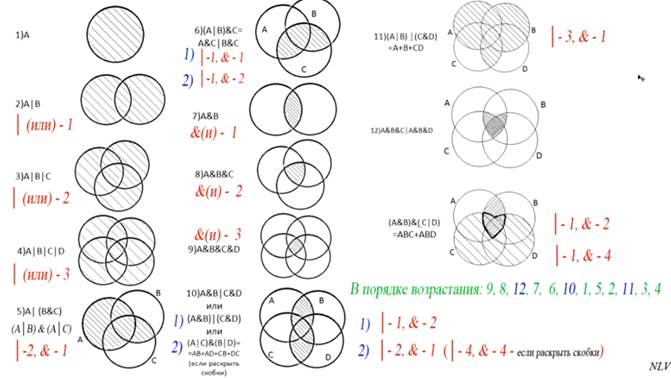 1)A
2)A|B
| (или) - 1
3)A|B|C
| (или) - 2
4)A|B|C|D
| (или) - 3
5)A| (B&C)
(A|B) & (A|C)
|-2, & - 1
A
B
C
6)(A|B)&C=
A&C|B&C
1) |-1, & - 1
2) |-1, & - 2
A
B
C
7)A&B
&(и) - 1
8)A&B&C
&(и) - 2
&(и) - 3
9)A&B&C&D
10)A&B|C&D
или
1) (A&B)|(C&D)
или
2) (A|C)&(B|D)=
=AB+AD+CB+DC
(если раскрыть
скобки)
A
B
C
D
11)(A|B) |(C&D)
=A+B+CD
| - 3, & - 1
A
B
C
D
12)A&B&C|A&B&D
A
B
C
D
(A&B)&(C|D)
=ABC+ABD
| - 1, & - 2
| - 1, & - 4
A
B
C
D
В порядке возрастания: 9, 8, 12, 7, 6, 10, 1, 5, 2, 11, 3, 4
1) | - 1, & - 2
2) | - 2, & - 1 ( | - 4, & - 4 - если раскрыть скобки)
NLV